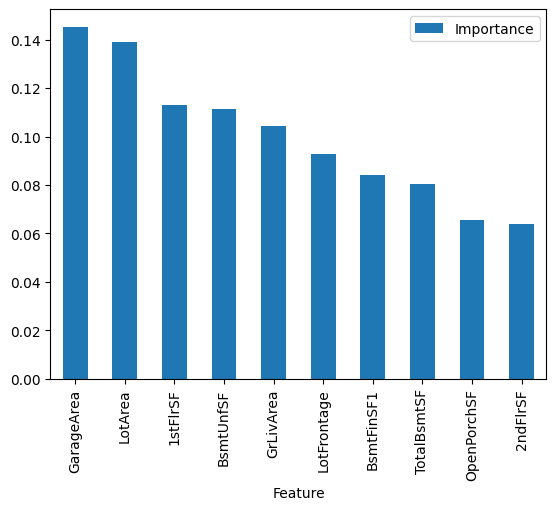 Importance
0.14
0.12
0.10
0.08
0.06
0.04
0.02
0.00
GarageArea
LotArea
1stFlrSF
BsmtUnfSF
GrLivArea
LotFrontage
BsmtFinSF1
TotalBsmtSF
OpenPorchSF
2ndFlrSF
Feature